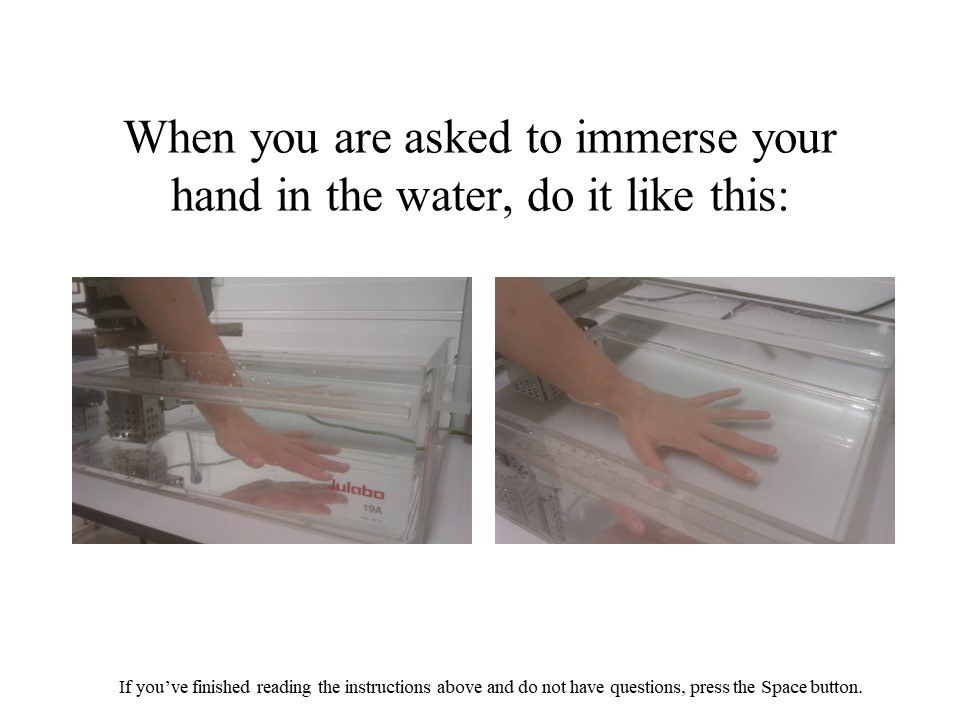 When you are asked to immerse your
hand in the water, do it like this:
Julabo
19A
If you’ve finished reading the instructions above and do not have questions, press the Space button.